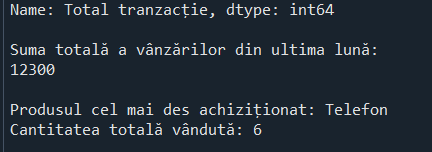 Name: Total tranzacție, dtype: int64
Suma totală a vânzărilor din ultima lună:
12300
Produsul cel mai des achiziționat: Telefon
Cantitatea totală vândută: 6